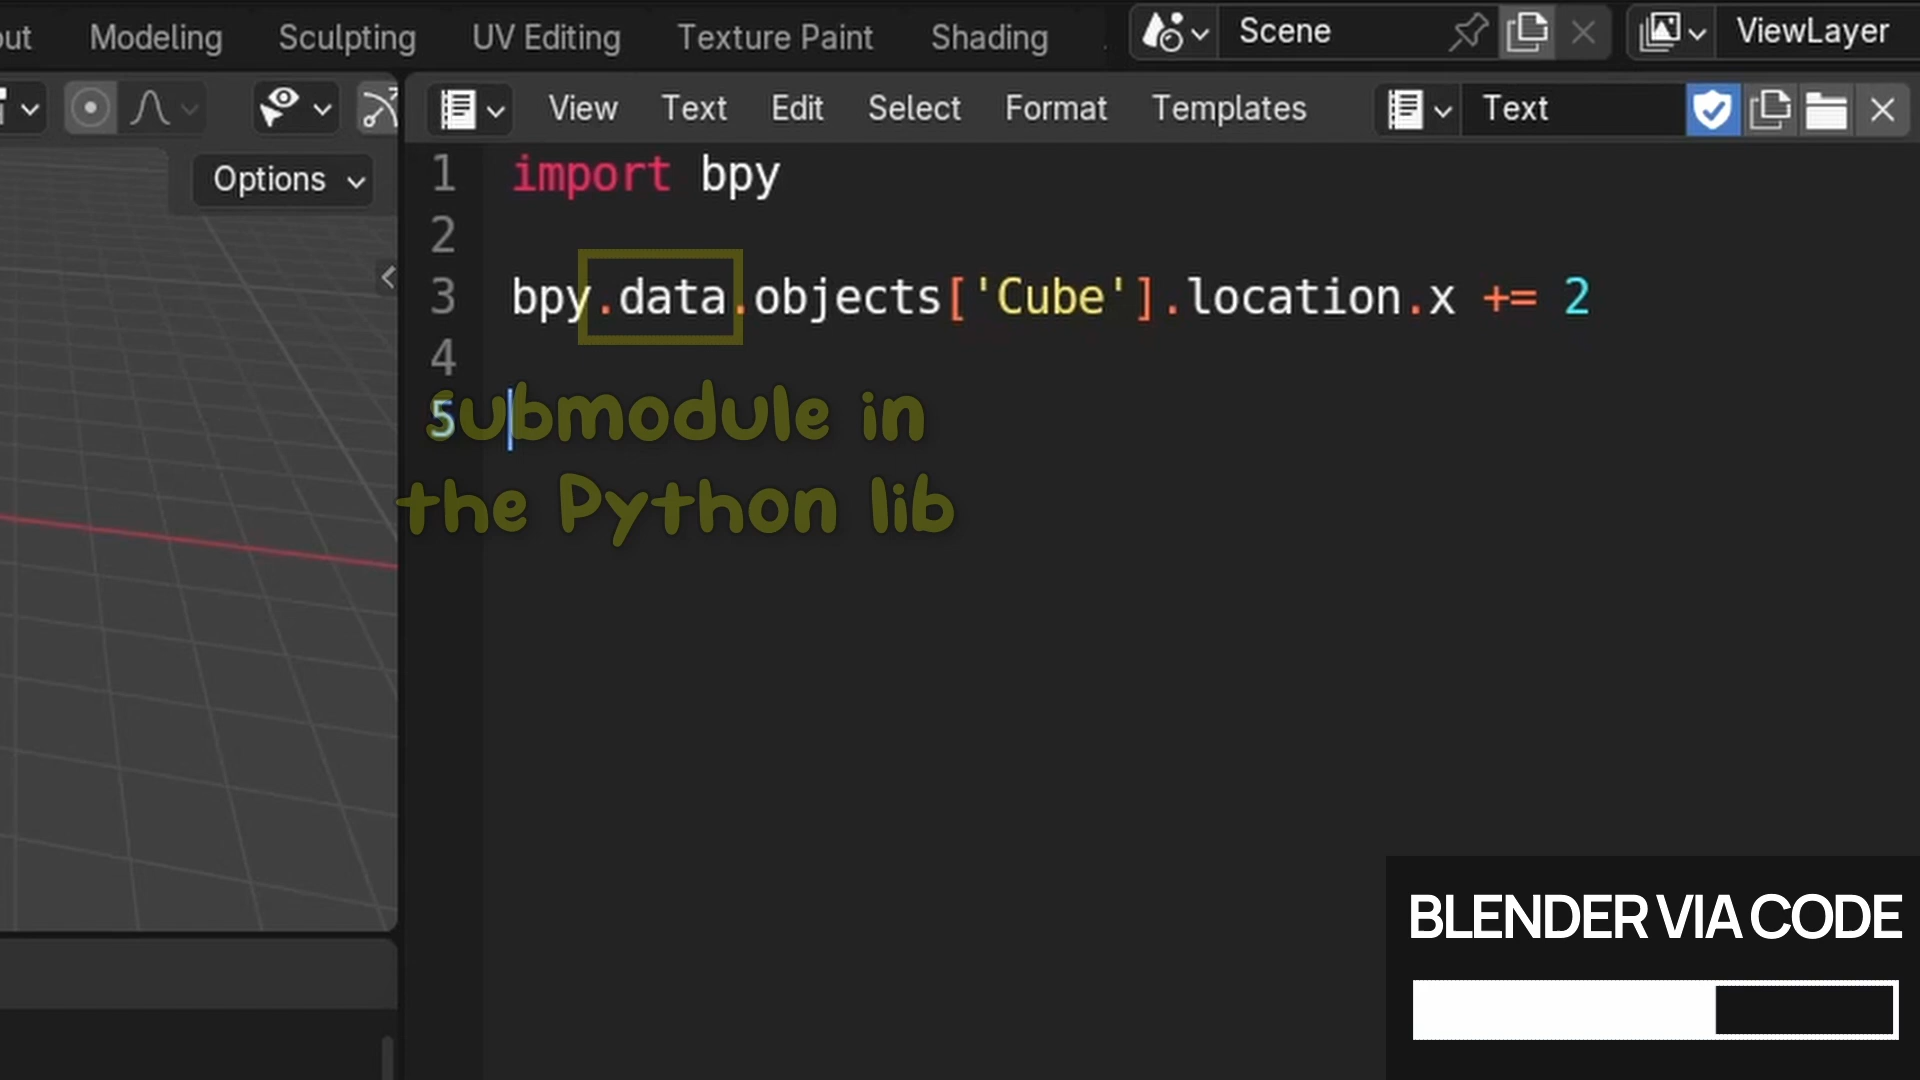 Modeling Sculpting UV Editing Texture Paint Shading Scene ViewLayer
View Text Edit Select Format Templates Text
Options
1 import bpy
2
3 bpy.data.objects['Cube'].location.x += 2
4
5
submodule in
the Python lib
BLENDER VIA CODE